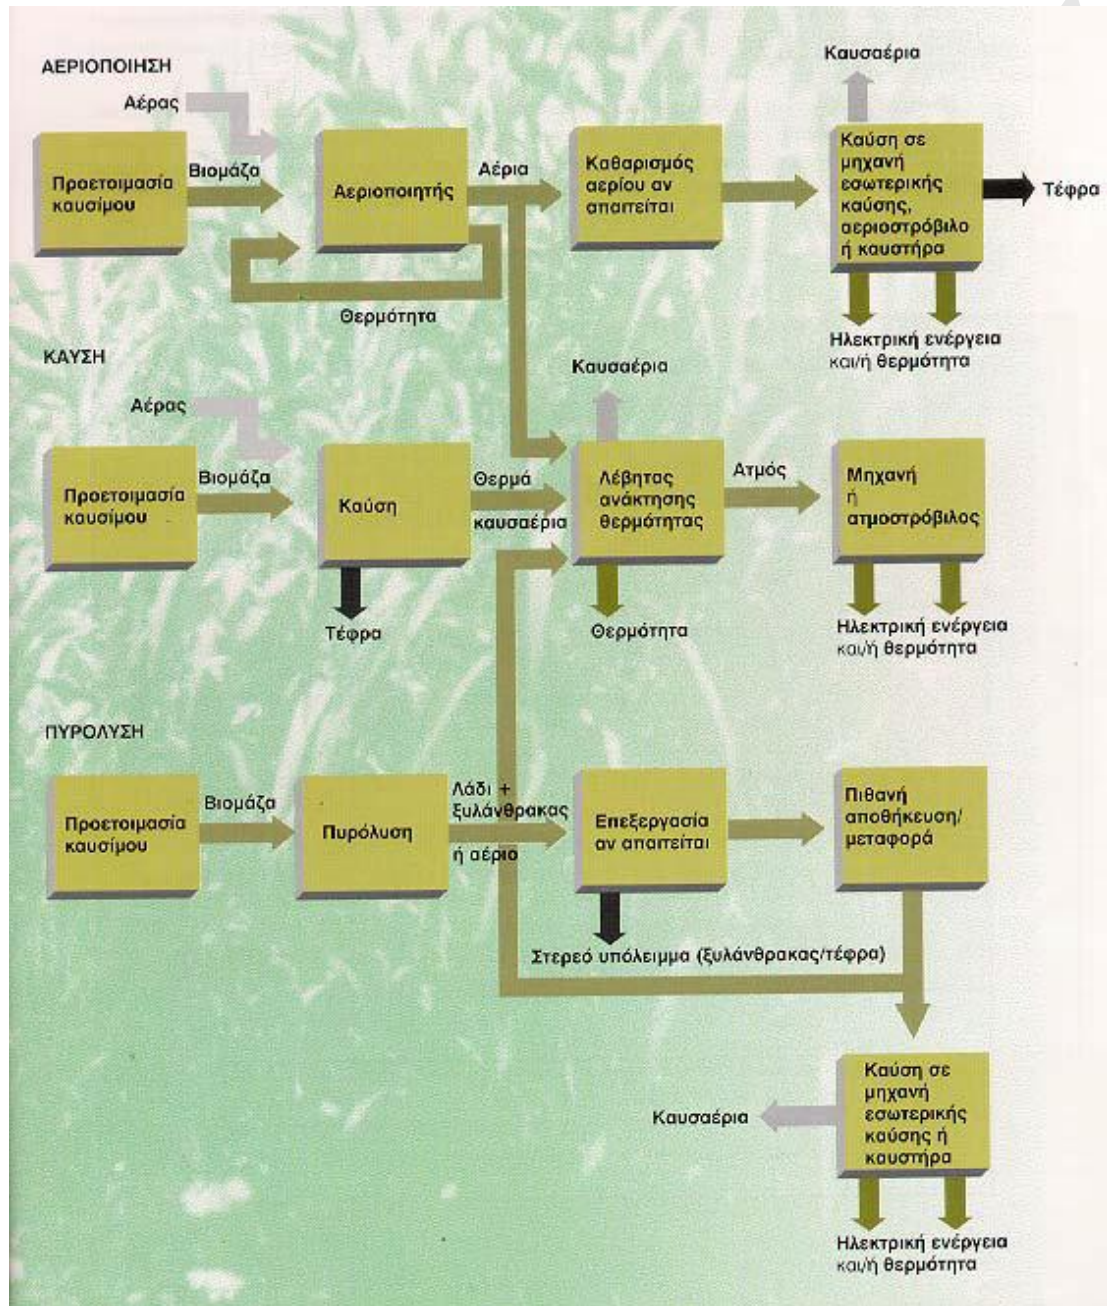 ΑΕΡΙΟΠΟΙΗΣΗ
Αέρας
Προετοιμασία
καυσίμου
Βιομάζα
Αεριοποιητής
Αέρια
Καθαρισμός
αερίου αν
απαιτείται
Καυσαέρια
Καύση σε
μηχανή
εσωτερικής
καύσης,
αεριοστρόβιλο
ή καυστήρα
Τέφρα
Θερμότητα
Ηλεκτρική ενέργεια
και/ή θερμότητα
ΚΑΥΣΗ
Αέρας
Προετοιμασία
καυσίμου
Βιομάζα
Καύση
Τέφρα
Θερμά
καυσαέρια
Καυσαέρια
Λέβητας
ανάκτησης
θερμότητας
Θερμότητα
Ατμός
Μηχανή
ή
ατμοστρόβιλος
Ηλεκτρική ενέργεια
και/ή θερμότητα
ΠΥΡΟΛΥΣΗ
Προετοιμασία
καυσίμου
Βιομάζα
Πυρόλυση
Λάδι +
ξυλάνθρακας
ή αέριο
Επεξεργασία
αν απαιτείται
Στερεό υπόλειμμα (ξυλάνθρακας/τέφρα)
Πιθανή
αποθήκευση/
μεταφορά
Καυσαέρια
Καύση σε
μηχανή
εσωτερικής
καύσης ή
καυστήρα
Ηλεκτρική ενέργεια
και/ή θερμότητα